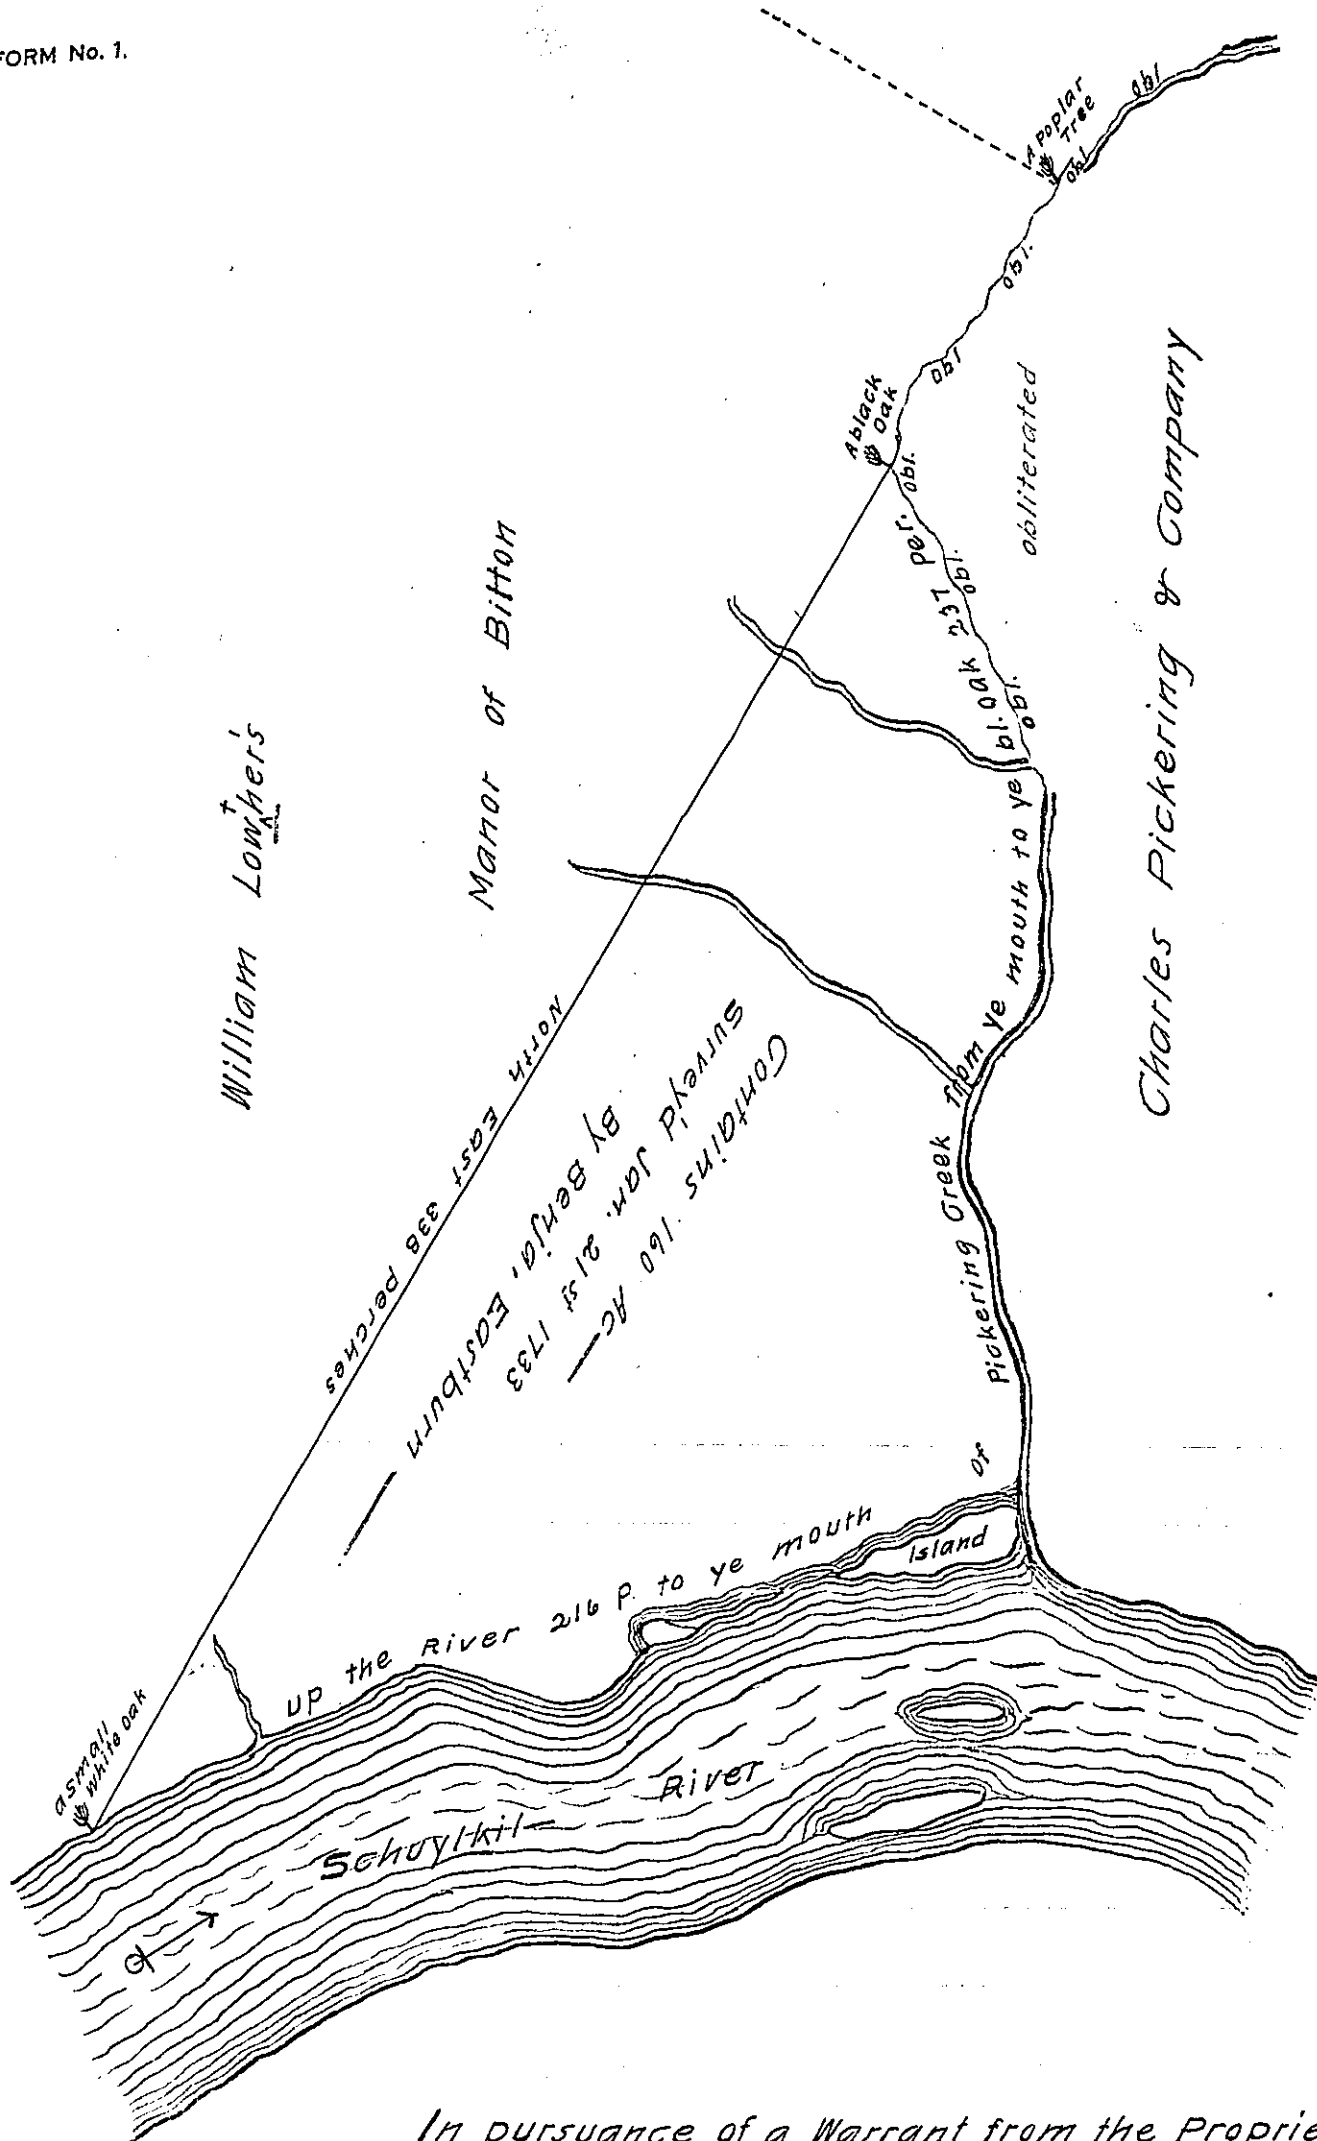 FORM No. 1.
A poplar
Tree
obl
obl
obl.
obl
A black
Oak
obl.
obl.
obl.
obliterated
Charles Pickering & Company
William Lowther's
Manor of Bitton
North East 338 perches
Contains 160 Ac—
Survey'd Jan. 21st 1733
By Benja. Eastburn
a small
White oak
up the River 216 P. to ye mouth of Pickering Creek from ye mouth to ye bl. oak 237 per.
Island
Schuylkil River
In pursuance of a Warrant from the Proprie